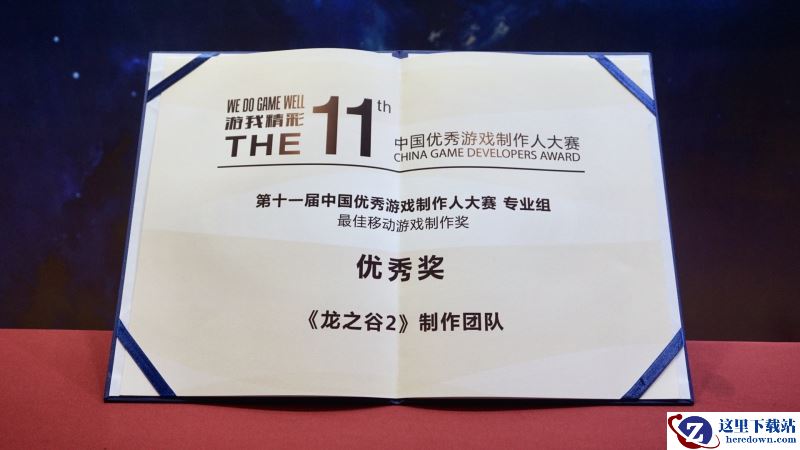 WE DO GAME WELL
游我精彩
THE 11th
中国优秀游戏制作人大赛
CHINA GAME DEVELOPERS AWARD
第十一届中国优秀游戏制作人大赛 专业组
最佳移动游戏制作奖
优秀奖
《龙之谷2》制作团队
Z 这里下载站
heredown.com